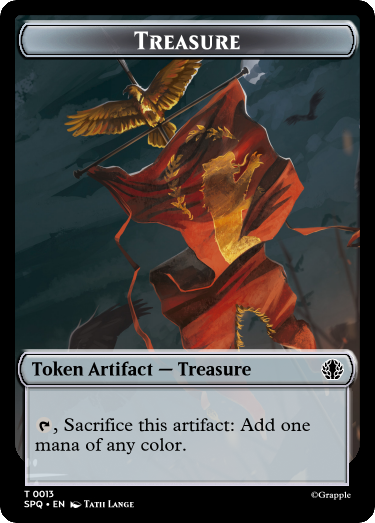 Treasure
Token Artifact — Treasure
, Sacrifice this artifact: Add one
mana of any color.
T 0013
SPQ • EN Tatii Lange
©Grapple